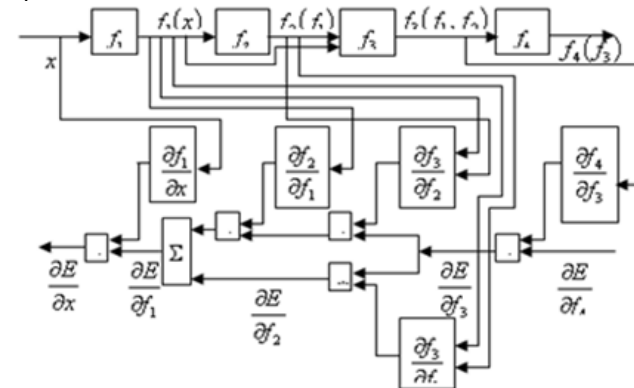 f₁(x) f₂(f₁) f₃(f₁, f₂)
f₁ f₂ f₃ f₄
x f₄(f₃)
∂f₁/∂x ∂f₂/∂f₁ ∂f₃/∂f₂ ∂f₄/∂f₃
. . . .
Σ
∂E/∂x ∂E/∂f₁ ∂E/∂f₂ ∂E/∂f₃ ∂E/∂f₄
∂f₃/∂f₁